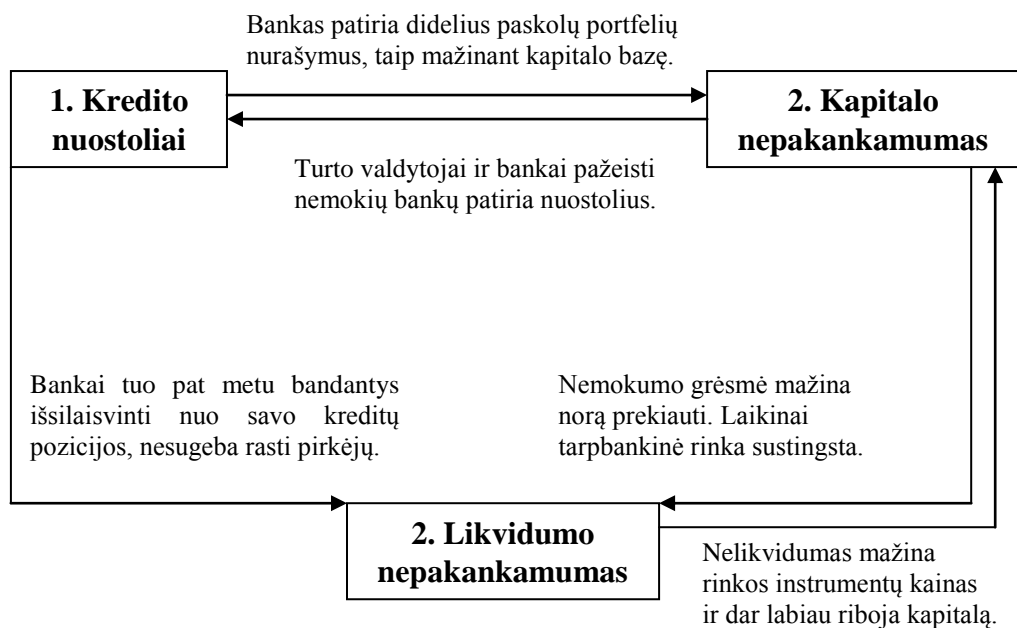 Bankas patiria didelius paskolų portfelių
nurašymus, taip mažinant kapitalo bazę.
1. Kredito
nuostoliai
2. Kapitalo
nepakankamumas
Turto valdytojai ir bankai pažeisti
nemokių bankų patiria nuostolius.
Bankai tuo pat metu bandantys
išsilaisvinti nuo savo kreditų
pozicijos, nesugeba rasti pirkėjų.
Nemokumo grėsmė mažina
norą prekiauti. Laikinai
tarpbankinė rinka sustingsta.
2. Likvidumo
nepakankamumas
Nelikvidumas mažina
rinkos instrumentų kainas
ir dar labiau riboja kapitalą.